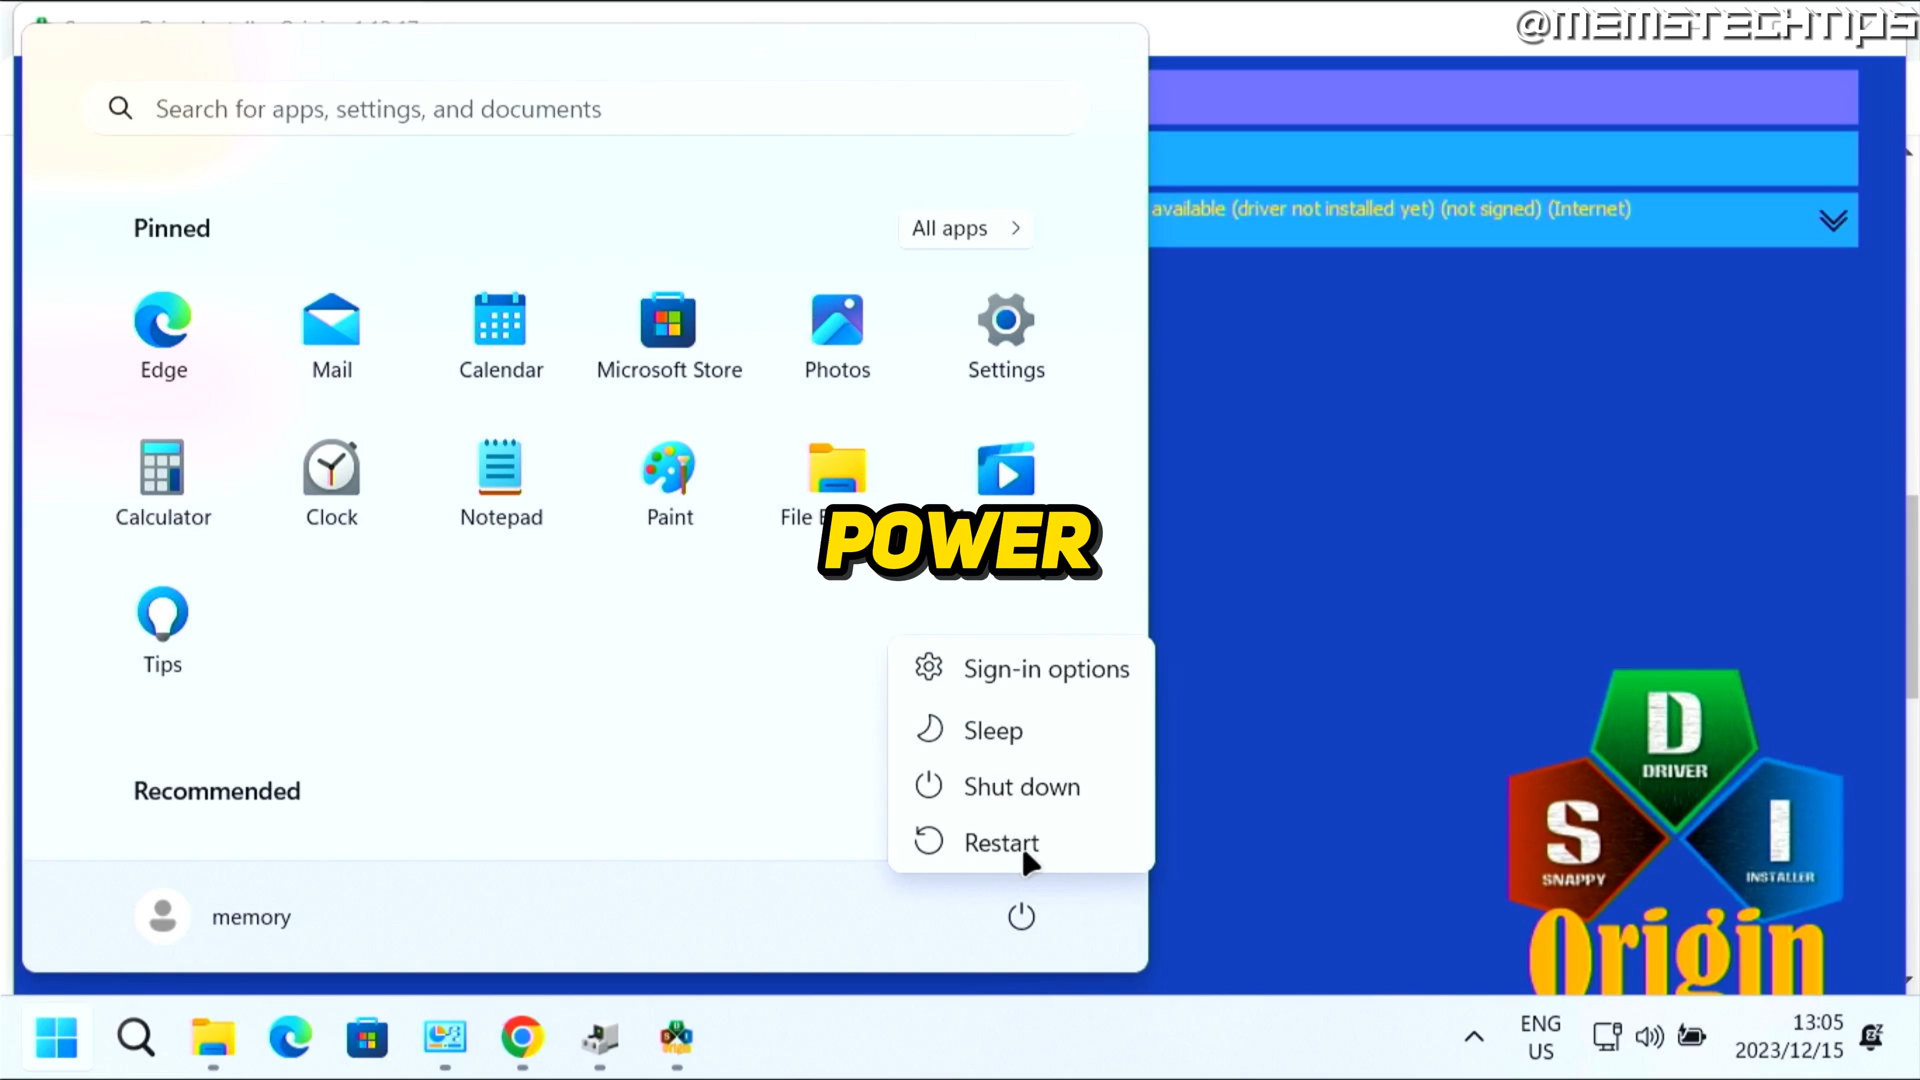 @MEMSTECHTIPS
Search for apps, settings, and documents
available (driver not installed yet) (not signed) (Internet)
Pinned
All apps
Edge
Mail
Calendar
Microsoft Store
Photos
Settings
Calculator
Clock
Notepad
Paint
File
POWER
Tips
Sign-in options
Sleep
Shut down
Restart
Recommended
memory
D
DRIVER
S
SNAPPY
I
INSTALLER
Origin
ENG
US
13:05
2023/12/15